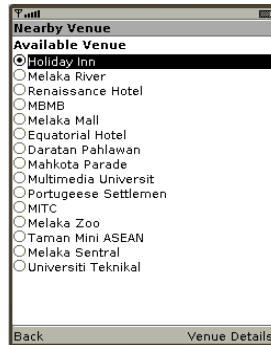 Nearby Venue
Available Venue
Holiday Inn
Melaka River
Renaissance Hotel
MBMB
Melaka Mall
Equatorial Hotel
Daratan Pahlawan
Mahkota Parade
Multimedia Universit
Portugeese Settlemen
MITC
Melaka Zoo
Taman Mini ASEAN
Melaka Sentral
Universiti Teknikal
Back Venue Details